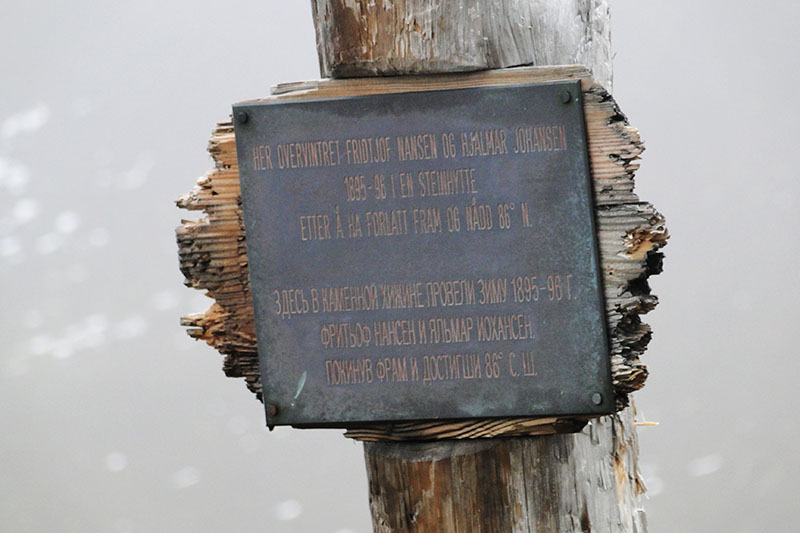 HER OVERVINTRET FRIDTJOF NANSEN OG HJALMAR JOHANSEN
1895-96 I EN STEINHYTTE
ETTER Å HA FORLATT FRAM OG NÅDD 86° N.
ЗДЕСЬ В КАМЕННОЙ ХИЖИНЕ ПРОВЕЛИ ЗИМУ 1895-96 Г.
ФРИТЬОФ НАНСЕН И ЯЛЬМАР ИОХАНСЕН,
ПОКИНУВ ФРАМ И ДОСТИГШИ 86° С. Ш.